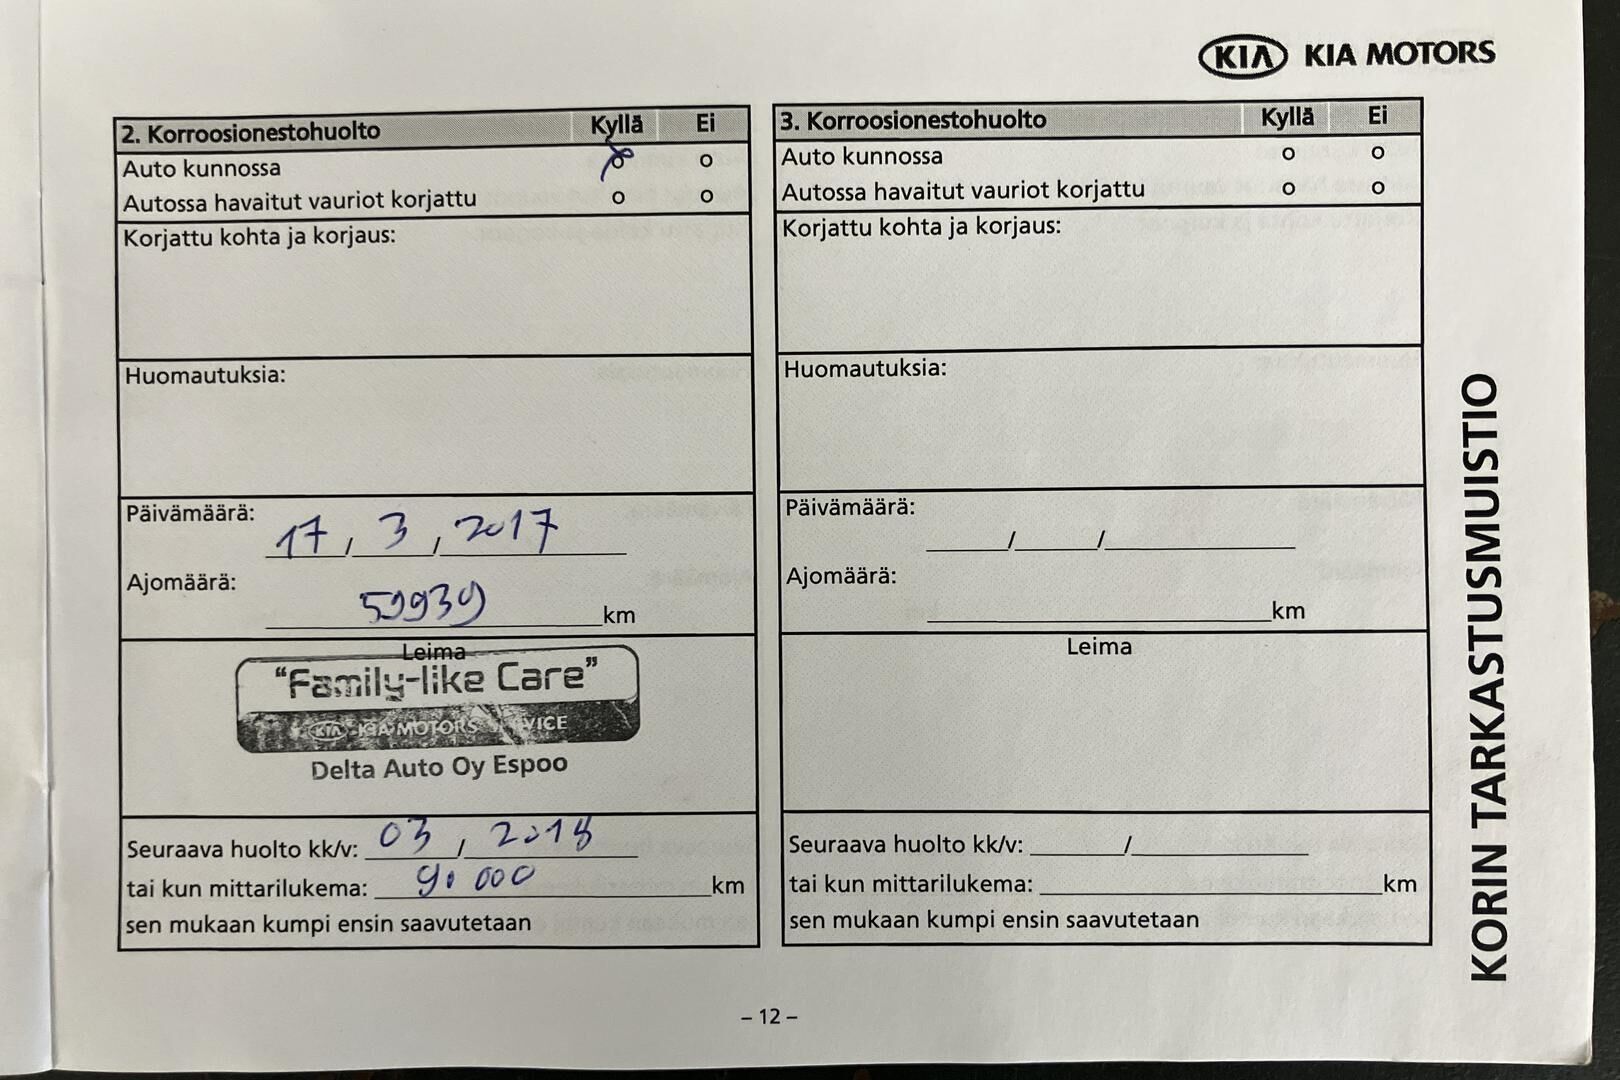 KIA KIA MOTORS
2. Korroosionestohuolto Kyllä Ei
Auto kunnossa o o
Autossa havaitut vauriot korjattu o o
Korjattu kohta ja korjaus:
Huomautuksia:
Päivämäärä: 17 / 3 / 2017
Ajomäärä: 59939 km
Leima
"Family-like Care"
KIA KIA MOTORS
Delta Auto Oy Espoo
Seuraava huolto kk/v: 03 / 2018
tai kun mittarilukema: 90 000 km
sen mukaan kumpi ensin saavutetaan
3. Korroosionestohuolto Kyllä Ei
Auto kunnossa o o
Autossa havaitut vauriot korjattu o o
Korjattu kohta ja korjaus:
Huomautuksia:
Päivämäärä: / /
Ajomäärä: km
Leima
Seuraava huolto kk/v: /
tai kun mittarilukema: km
sen mukaan kumpi ensin saavutetaan
KORIN TARKASTUSMUISTIO
– 12 –